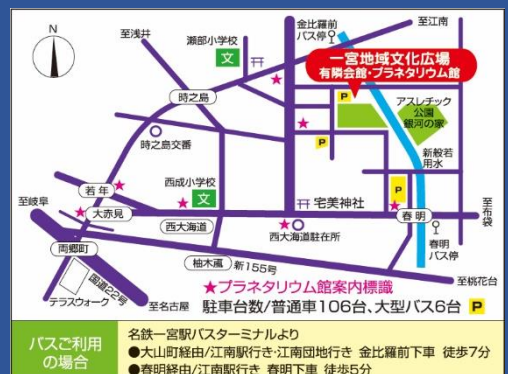 N
至浅井
瀬部小学校
文
金比羅前
バス停
至江南
一宮地域文化広場
有隣会館・プラネタリウム館
時之島
P
アスレチック
公園
銀河の家
時之島交番
P
新般若
用水
若年
西成小学校
文
P
至岐阜
大赤見
宅美神社
春明
至布袋
西大海道
西大海道駐在所
春明
バス停
両郷町
柚木颪
新155号
国道22号
至桃花台
★プラネタリウム館案内標識
テラスウォーク
至名古屋
駐車台数/普通車106台、大型バス6台 P
バスご利用
の場合
名鉄一宮駅バスターミナルより
●大山町経由/江南駅行き・江南団地行き 金比羅前下車 徒歩7分
●春明経由/江南駅行き 春明下車 徒歩5分